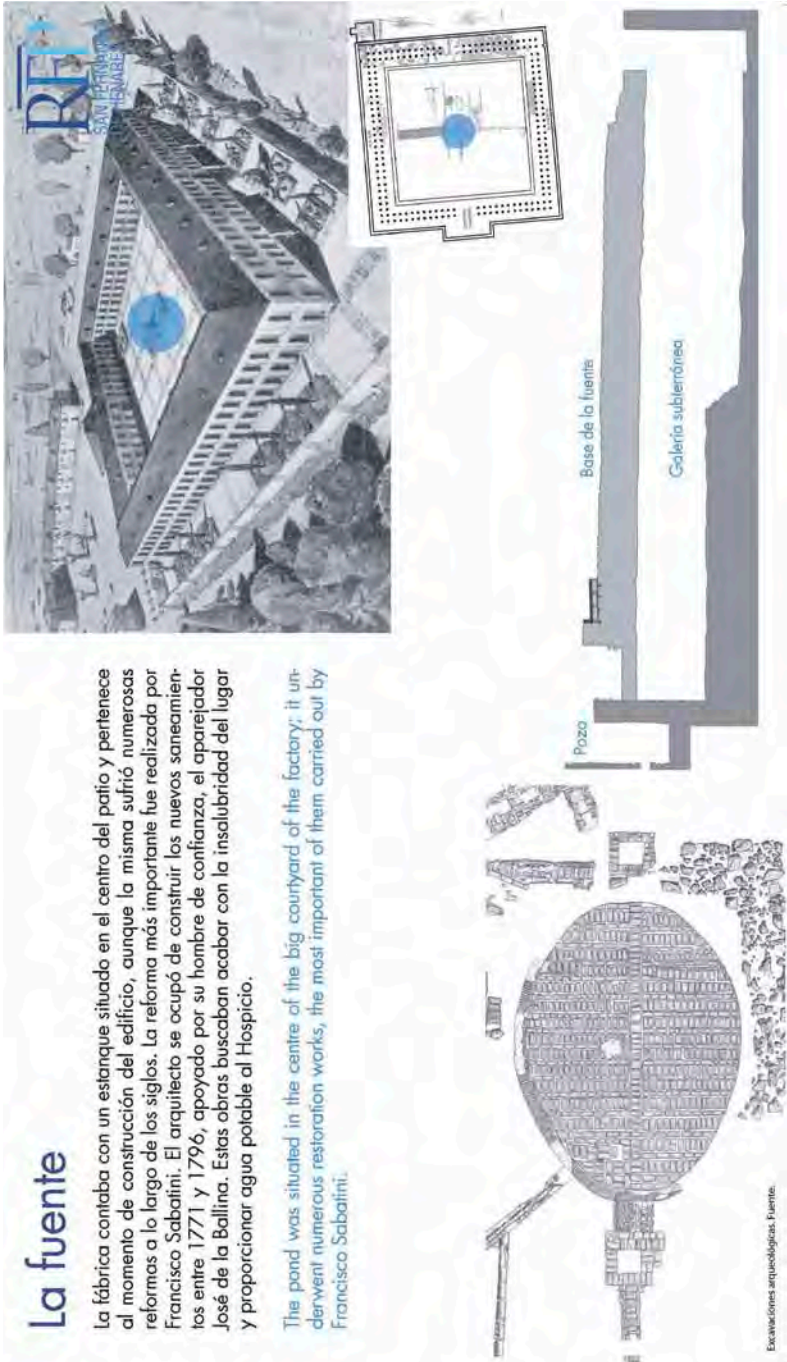 La fuente
La fábrica contaba con un estanque situado en el centro del patio y pertenece
al momento de construcción del edificio, aunque la misma sufrió numerosas
reformas a lo largo de los siglos. La reforma más importante fue realizada por
Francisco Sabatini. El arquitecto se ocupó de construir los nuevos saneamien-
tos entre 1771 y 1796, apoyado por su hombre de confianza, el aparejador
José de la Ballina. Estas obras buscaban acabar con la insalubridad del lugar
y proporcionar agua potable al Hospicio.
The pond was situated in the centre of the big courtyard of the factory; it un-
derwent numerous restoration works, the most important of them carried out by
Francisco Sabatini.
SAN FERNANDO
DE HENARES
Pozo
Base de la fuente
Galería subterránea
Excavaciones arqueológicas. Fuente.